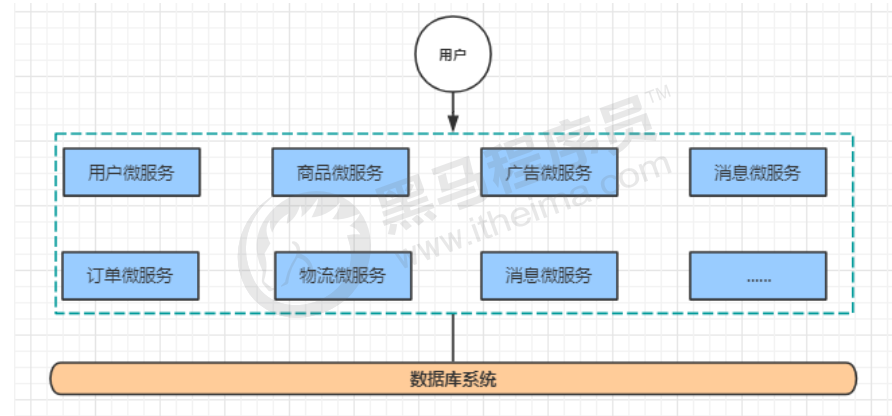 用户
用户微服务
商品微服务
广告微服务
消息微服务
订单微服务
物流微服务
消息微服务
......
数据库系统
黑马程序员™
www.itheima.com